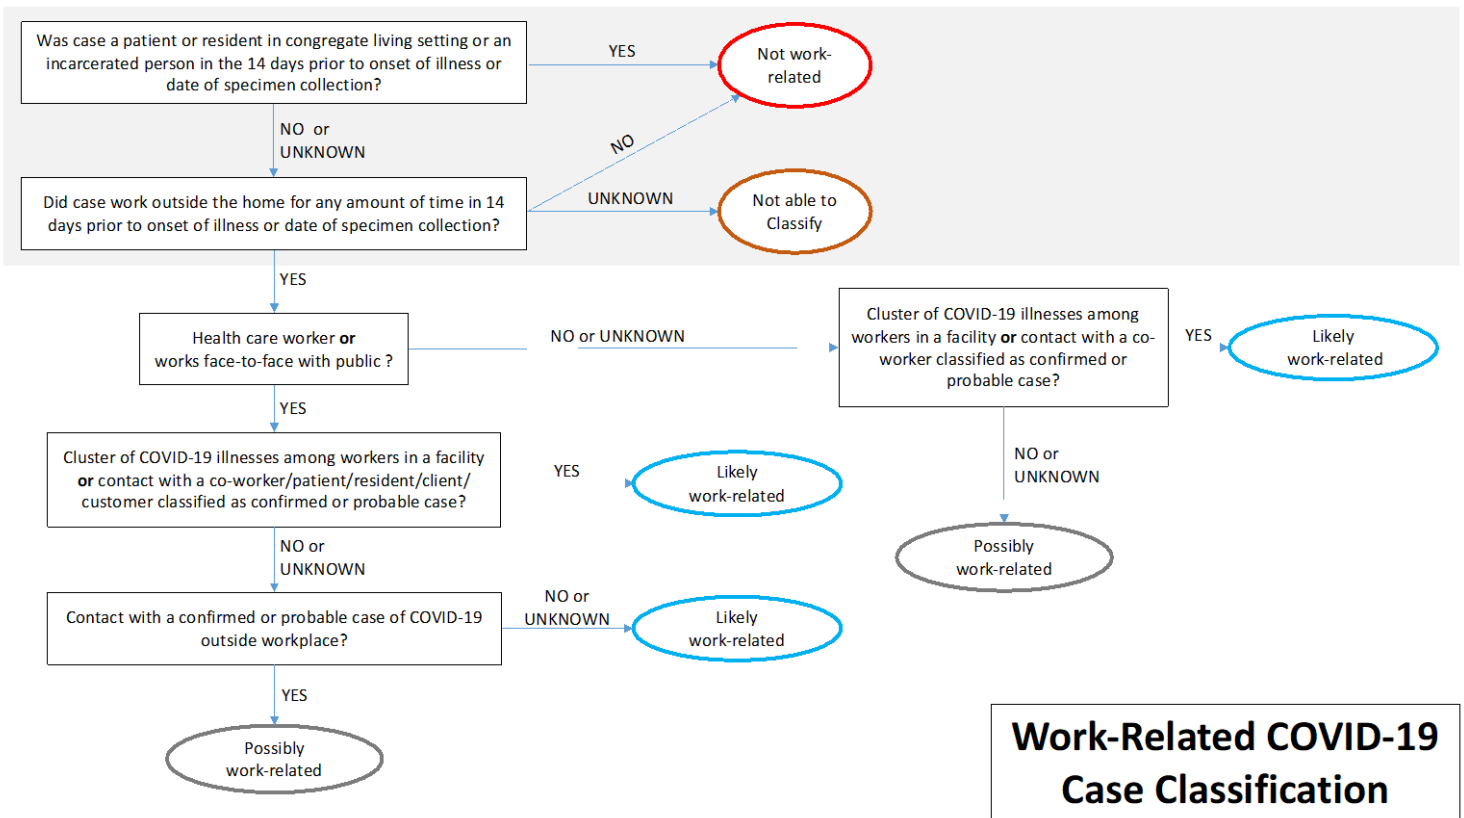 Was case a patient or resident in congregate living setting or an
incarcerated person in the 14 days prior to onset of illness or
date of specimen collection?
YES
Not work-
related
NO or
UNKNOWN
NO
Did case work outside the home for any amount of time in 14
days prior to onset of illness or date of specimen collection?
UNKNOWN
Not able to
Classify
YES
Health care worker or
works face-to-face with public ?
NO or UNKNOWN
Cluster of COVID-19 illnesses among
workers in a facility or contact with a co-
worker classified as confirmed or
probable case?
YES
Likely
work-related
YES
NO or
UNKNOWN
Possibly
work-related
Cluster of COVID-19 illnesses among workers in a facility
or contact with a co-worker/patient/resident/client/
customer classified as confirmed or probable case?
YES
Likely
work-related
NO or
UNKNOWN
Contact with a confirmed or probable case of COVID-19
outside workplace?
NO or
UNKNOWN
Likely
work-related
YES
Possibly
work-related
Work-Related COVID-19
Case Classification